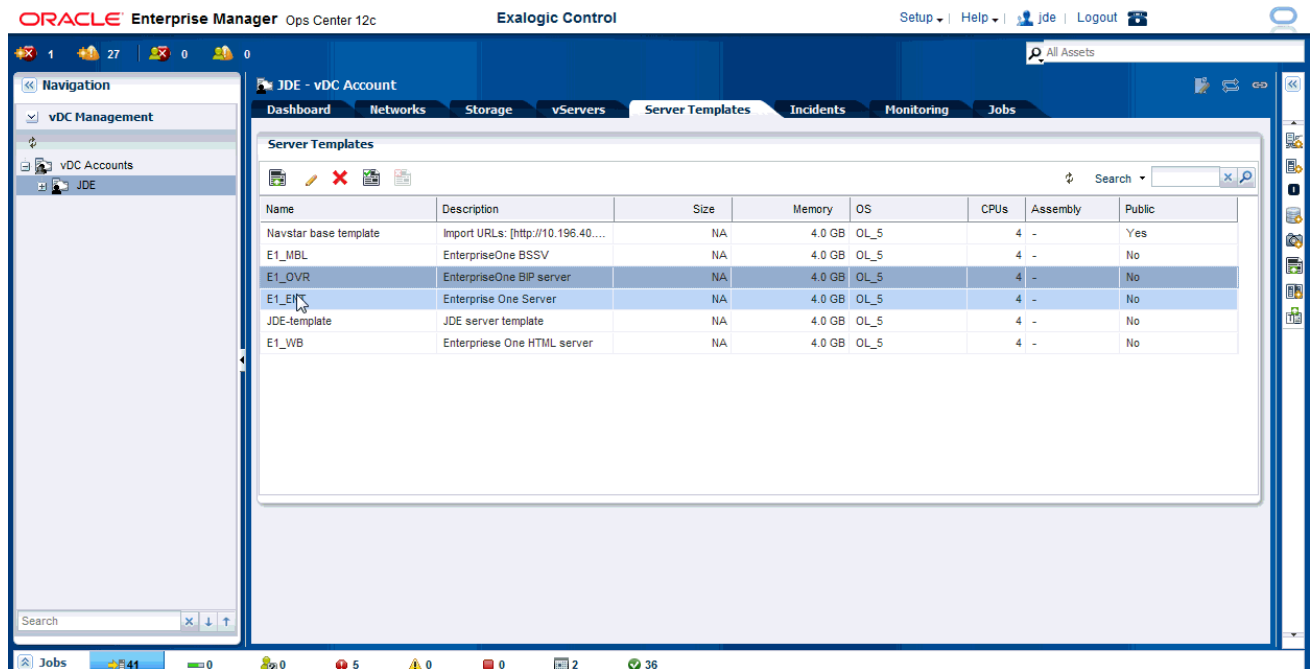 ORACLE Enterprise Manager Ops Center 12c Exalogic Control Setup | Help | jde | Logout
1 27 0 0 All Assets
Navigation
vDC Management
vDC Accounts
JDE
JDE - vDC Account
Dashboard Networks Storage vServers Server Templates Incidents Monitoring Jobs
Server Templates
Search
Name Description Size Memory OS CPUs Assembly Public
Navstar base template Import URLs: [http://10.196.40.... NA 4.0 GB OL_5 4 - Yes
E1_MBL EnterpriseOne BSSV NA 4.0 GB OL_5 4 - No
E1_OVR EnterpriseOne BIP server NA 4.0 GB OL_5 4 - No
E1_ENT Enterprise One Server NA 4.0 GB OL_5 4 - No
JDE-template JDE server template NA 4.0 GB OL_5 4 - No
E1_WB Enterpriese One HTML server NA 4.0 GB OL_5 4 - No
Search
Jobs 41 0 0 5 0 0 2 36